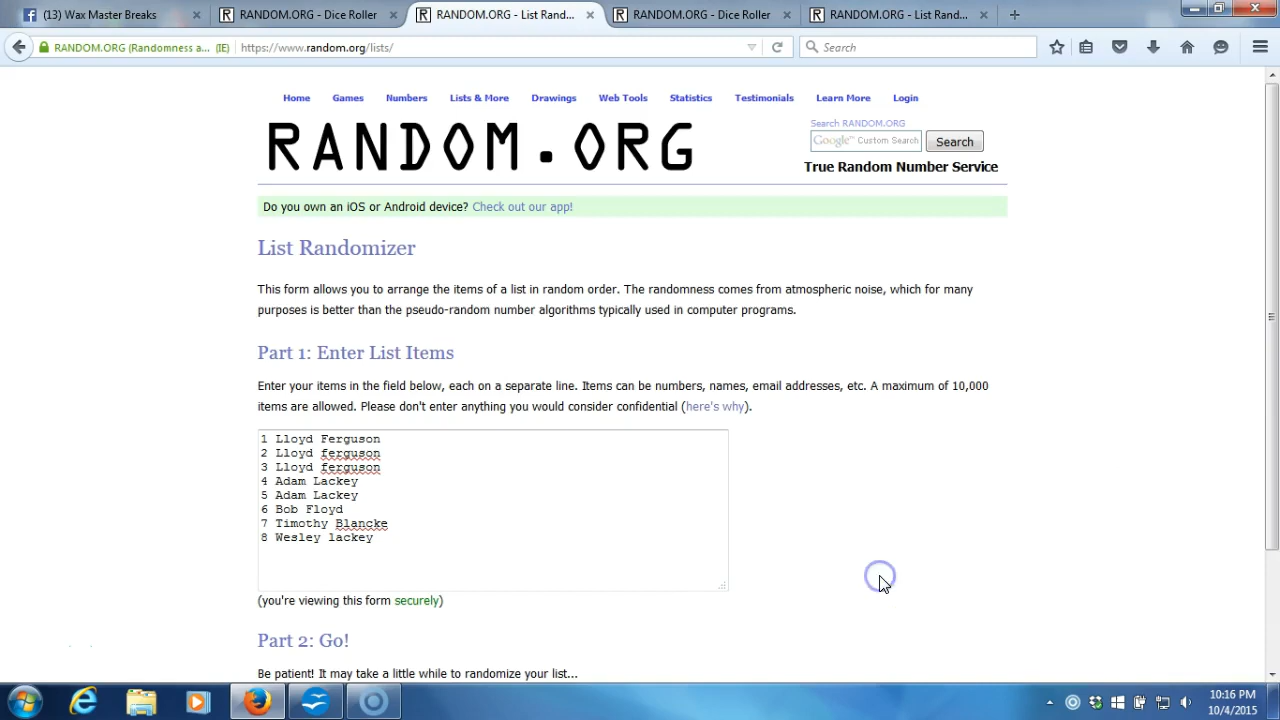 (13) Wax Master Breaks
RANDOM.ORG - Dice Roller
RANDOM.ORG - List Rand...
RANDOM.ORG - Dice Roller
RANDOM.ORG - List Ran...
RANDOM.ORG (Randomness a... (IE)
https://www.random.org/lists/
Search
Home Games Numbers Lists & More Drawings Web Tools Statistics Testimonials Learn More Login
RANDOM.ORG
Search RANDOM.ORG
Google™ Custom Search
Search
True Random Number Service
Do you own an iOS or Android device? Check out our app!
List Randomizer
This form allows you to arrange the items of a list in random order. The randomness comes from atmospheric noise, which for many
purposes is better than the pseudo-random number algorithms typically used in computer programs.
Part 1: Enter List Items
Enter your items in the field below, each on a separate line. Items can be numbers, names, email addresses, etc. A maximum of 10,000
items are allowed. Please don't enter anything you would consider confidential (here's why).
1 Lloyd Ferguson
2 Lloyd ferguson
3 Lloyd ferguson
4 Adam Lackey
5 Adam Lackey
6 Bob Floyd
7 Timothy Blancke
8 Wesley lackey
(you're viewing this form securely)
Part 2: Go!
Be patient! It may take a little while to randomize your list...
10:16 PM
10/4/2015